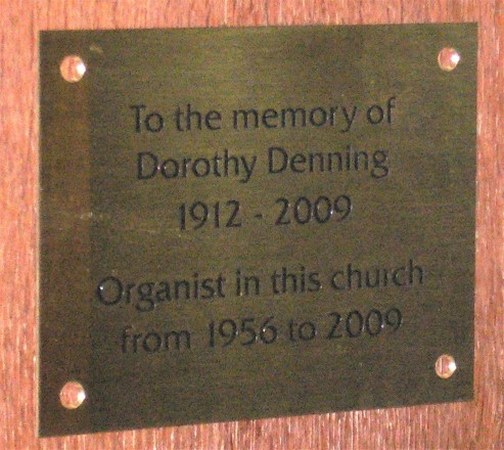 To the memory of
Dorothy Denning
1912 - 2009
Organist in this church
from 1956 to 2009